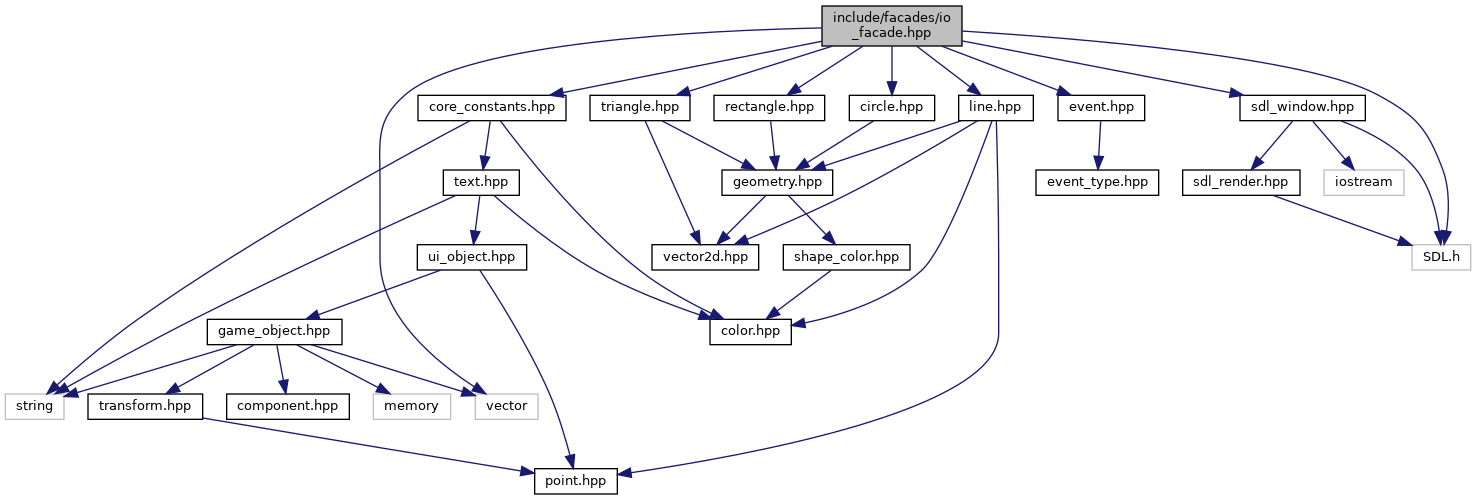 include/facades/io
_facade.hpp
core_constants.hpp
triangle.hpp
rectangle.hpp
circle.hpp
line.hpp
event.hpp
sdl_window.hpp
text.hpp
geometry.hpp
event_type.hpp
sdl_render.hpp
iostream
ui_object.hpp
vector2d.hpp
shape_color.hpp
SDL.h
game_object.hpp
color.hpp
string
transform.hpp
component.hpp
memory
vector
point.hpp